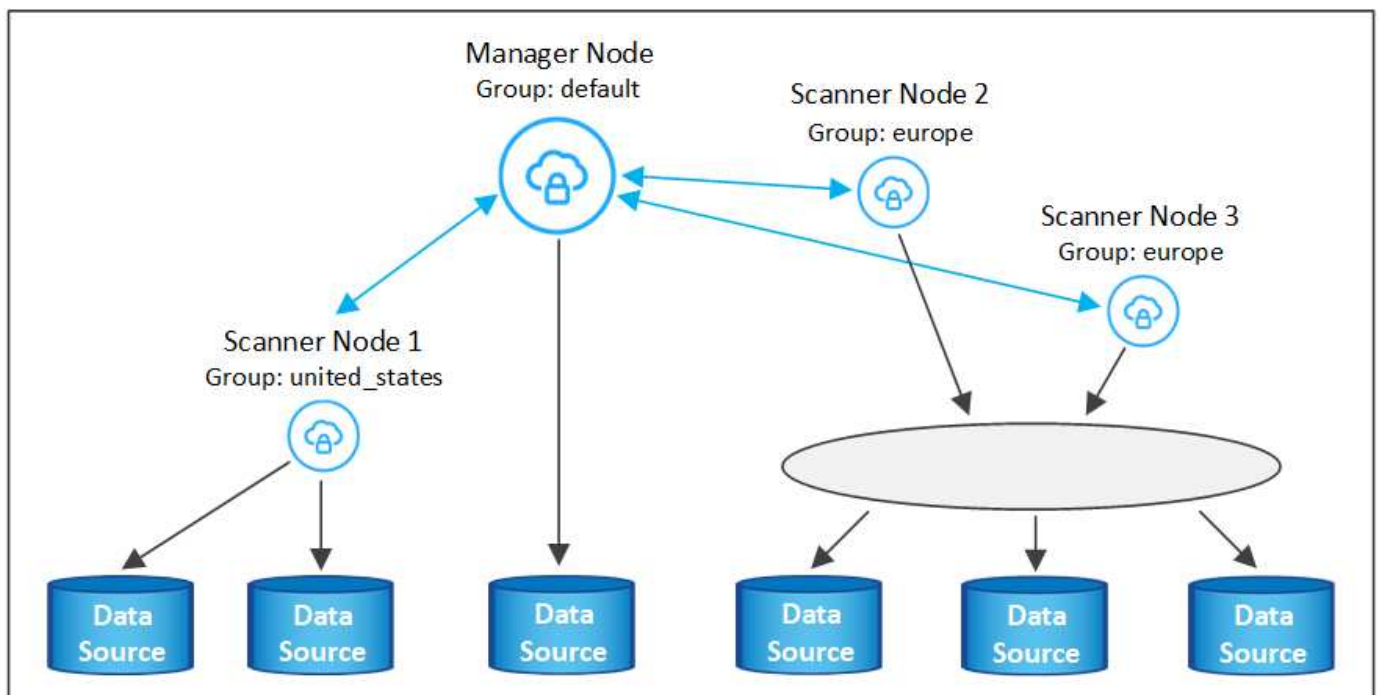 Manager Node
Group: default
Scanner Node 2
Group: europe
Scanner Node 3
Group: europe
Scanner Node 1
Group: united_states
Data
Source
Data
Source
Data
Source
Data
Source
Data
Source
Data
Source